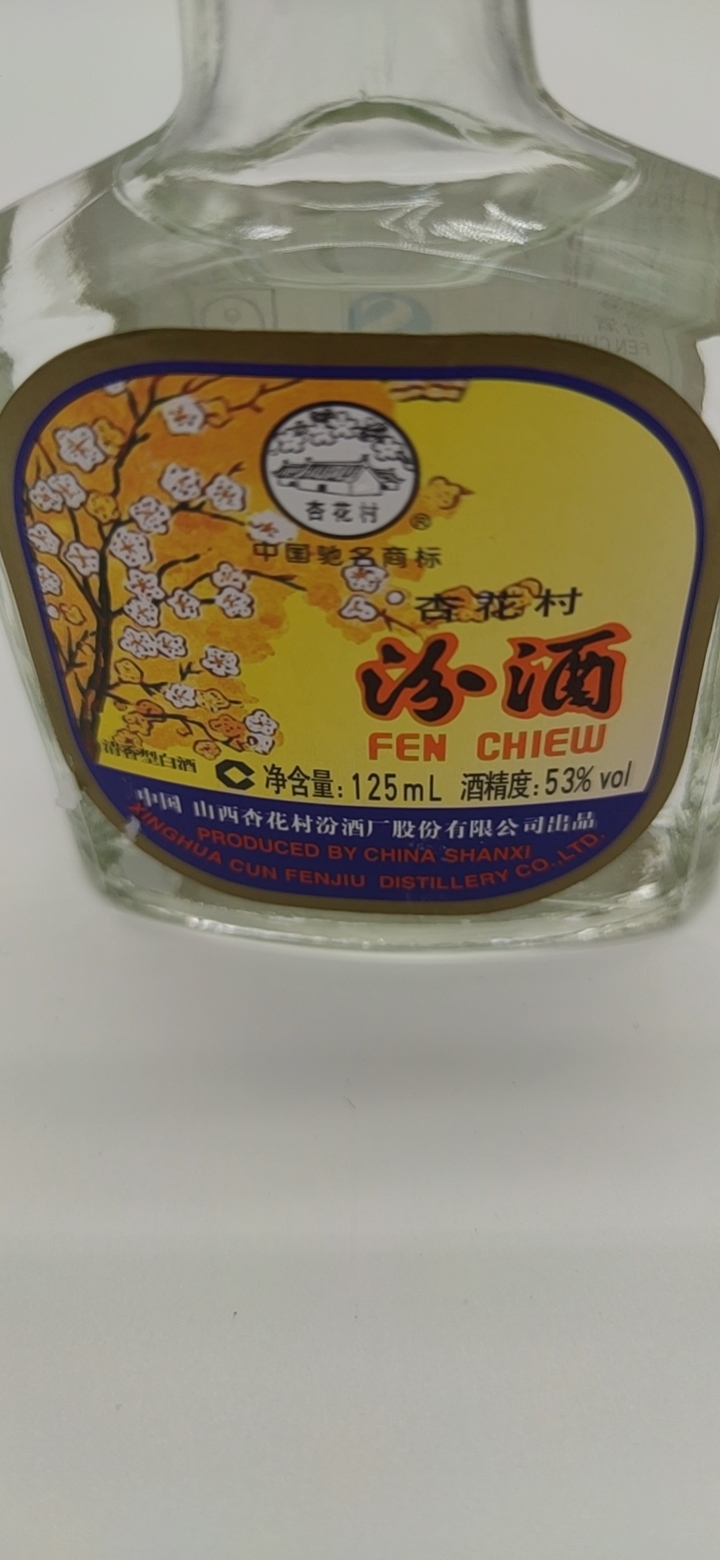 杏花村
®
中国驰名商标
杏花村
汾酒
FEN CHIEW
清香型白酒
净含量:125mL 酒精度:53% vol
中国 山西杏花村汾酒厂股份有限公司出品
PRODUCED BY CHINA SHANXI
XINGHUA CUN FENJIU DISTILLERY CO.,LTD.